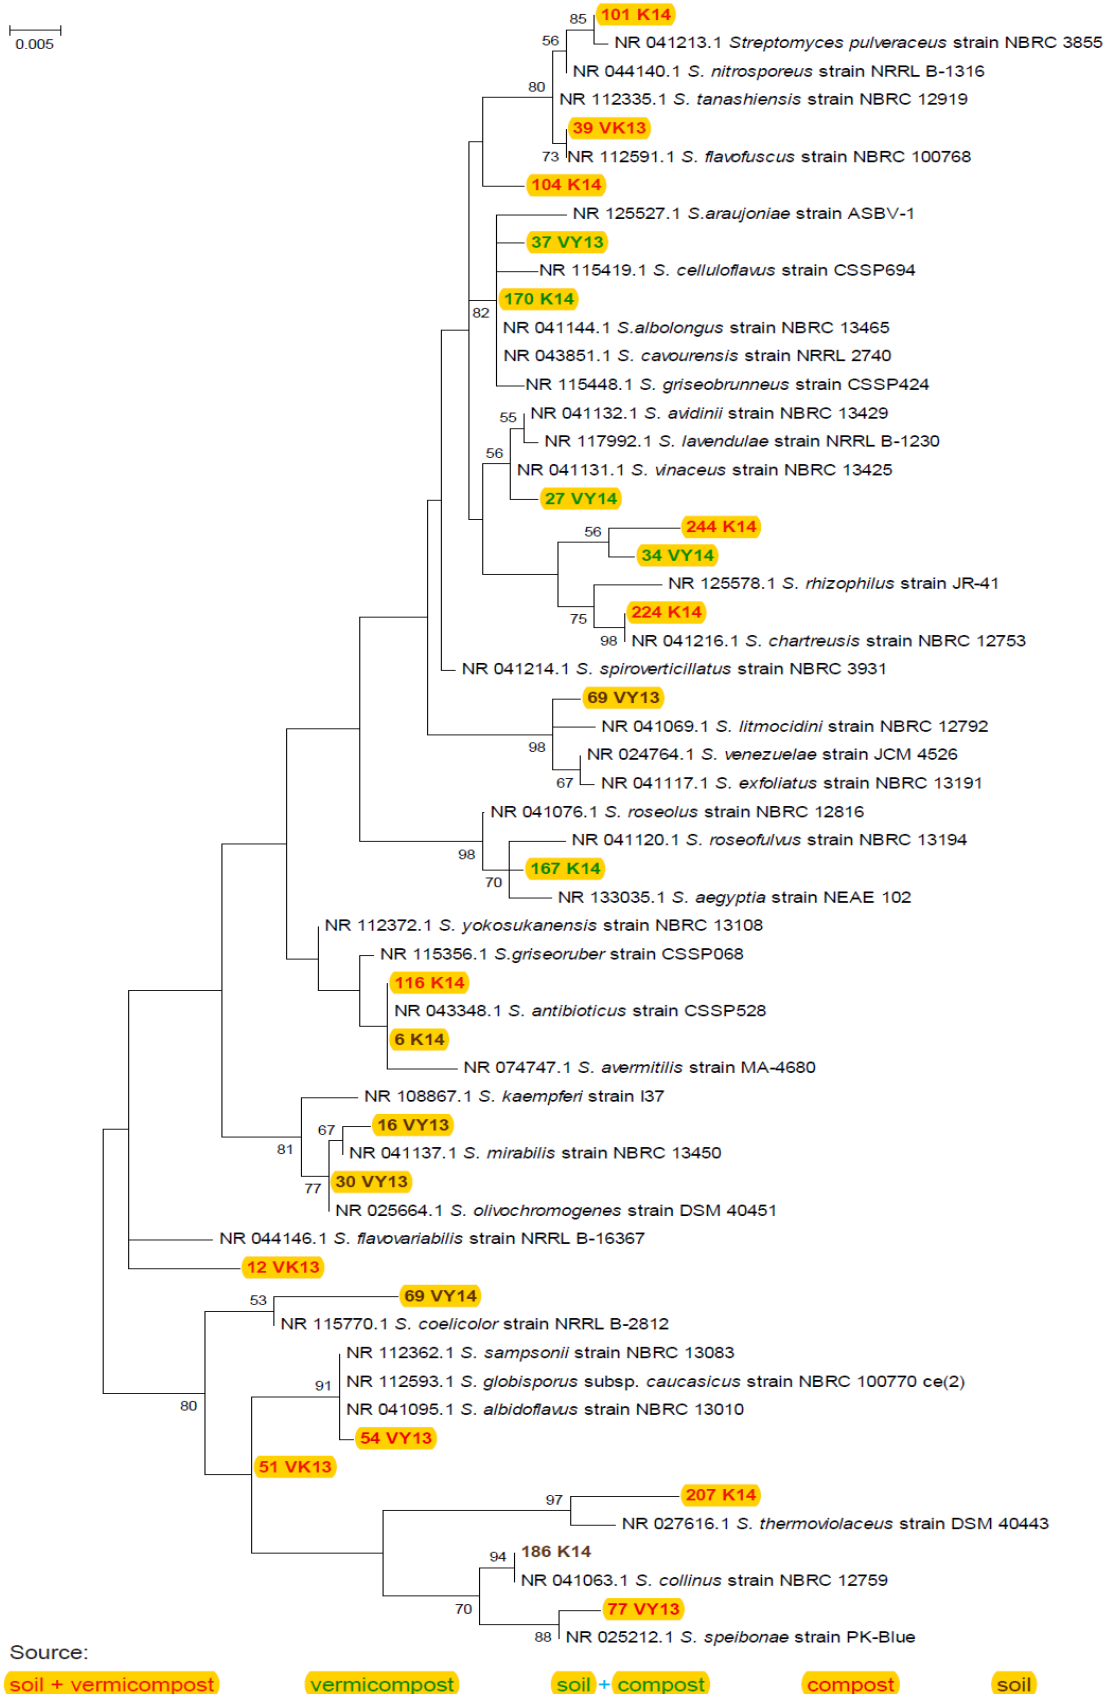 0.005
85
101 K14
NR 041213.1 Streptomyces pulveraceus strain NBRC 3855
56
NR 044140.1 S. nitrosporeus strain NRRL B-1316
80
NR 112335.1 S. tanashiensis strain NBRC 12919
39 VK13
73
NR 112591.1 S. flavofuscus strain NBRC 100768
104 K14
NR 125527.1 S.araujoniae strain ASBV-1
37 VY13
NR 115419.1 S. celluloflavus strain CSSP694
170 K14
82
NR 041144.1 S.albolongus strain NBRC 13465
NR 043851.1 S. cavourensis strain NRRL 2740
NR 115448.1 S. griseobrunneus strain CSSP424
55
NR 041132.1 S. avidinii strain NBRC 13429
NR 117992.1 S. lavendulae strain NRRL B-1230
56
NR 041131.1 S. vinaceus strain NBRC 13425
27 VY14
244 K14
56
34 VY14
NR 125578.1 S. rhizophilus strain JR-41
224 K14
75
98
NR 041216.1 S. chartreusis strain NBRC 12753
NR 041214.1 S. spiroverticillatus strain NBRC 3931
69 VY13
NR 041069.1 S. litmocidini strain NBRC 12792
98
NR 024764.1 S. venezuelae strain JCM 4526
67
NR 041117.1 S. exfoliatus strain NBRC 13191
NR 041076.1 S. roseolus strain NBRC 12816
NR 041120.1 S. roseofulvus strain NBRC 13194
98
167 K14
70
NR 133035.1 S. aegyptia strain NEAE 102
NR 112372.1 S. yokosukanensis strain NBRC 13108
NR 115356.1 S.griseoruber strain CSSP068
116 K14
NR 043348.1 S. antibioticus strain CSSP528
6 K14
NR 074747.1 S. avermitilis strain MA-4680
NR 108867.1 S. kaempferi strain I37
67
16 VY13
81
NR 041137.1 S. mirabilis strain NBRC 13450
77
30 VY13
NR 025664.1 S. olivochromogenes strain DSM 40451
NR 044146.1 S. flavovariabilis strain NRRL B-16367
12 VK13
53
69 VY14
NR 115770.1 S. coelicolor strain NRRL B-2812
NR 112362.1 S. sampsonii strain NBRC 13083
91
NR 112593.1 S. globisporus subsp. caucasicus strain NBRC 100770 ce(2)
80
NR 041095.1 S. albidoflavus strain NBRC 13010
54 VY13
51 VK13
97
207 K14
NR 027616.1 S. thermoviolaceus strain DSM 40443
94
186 K14
NR 041063.1 S. collinus strain NBRC 12759
70
77 VY13
88
NR 025212.1 S. speibonae strain PK-Blue
Source:
soil + vermicompost vermicompost soil + compost compost soil